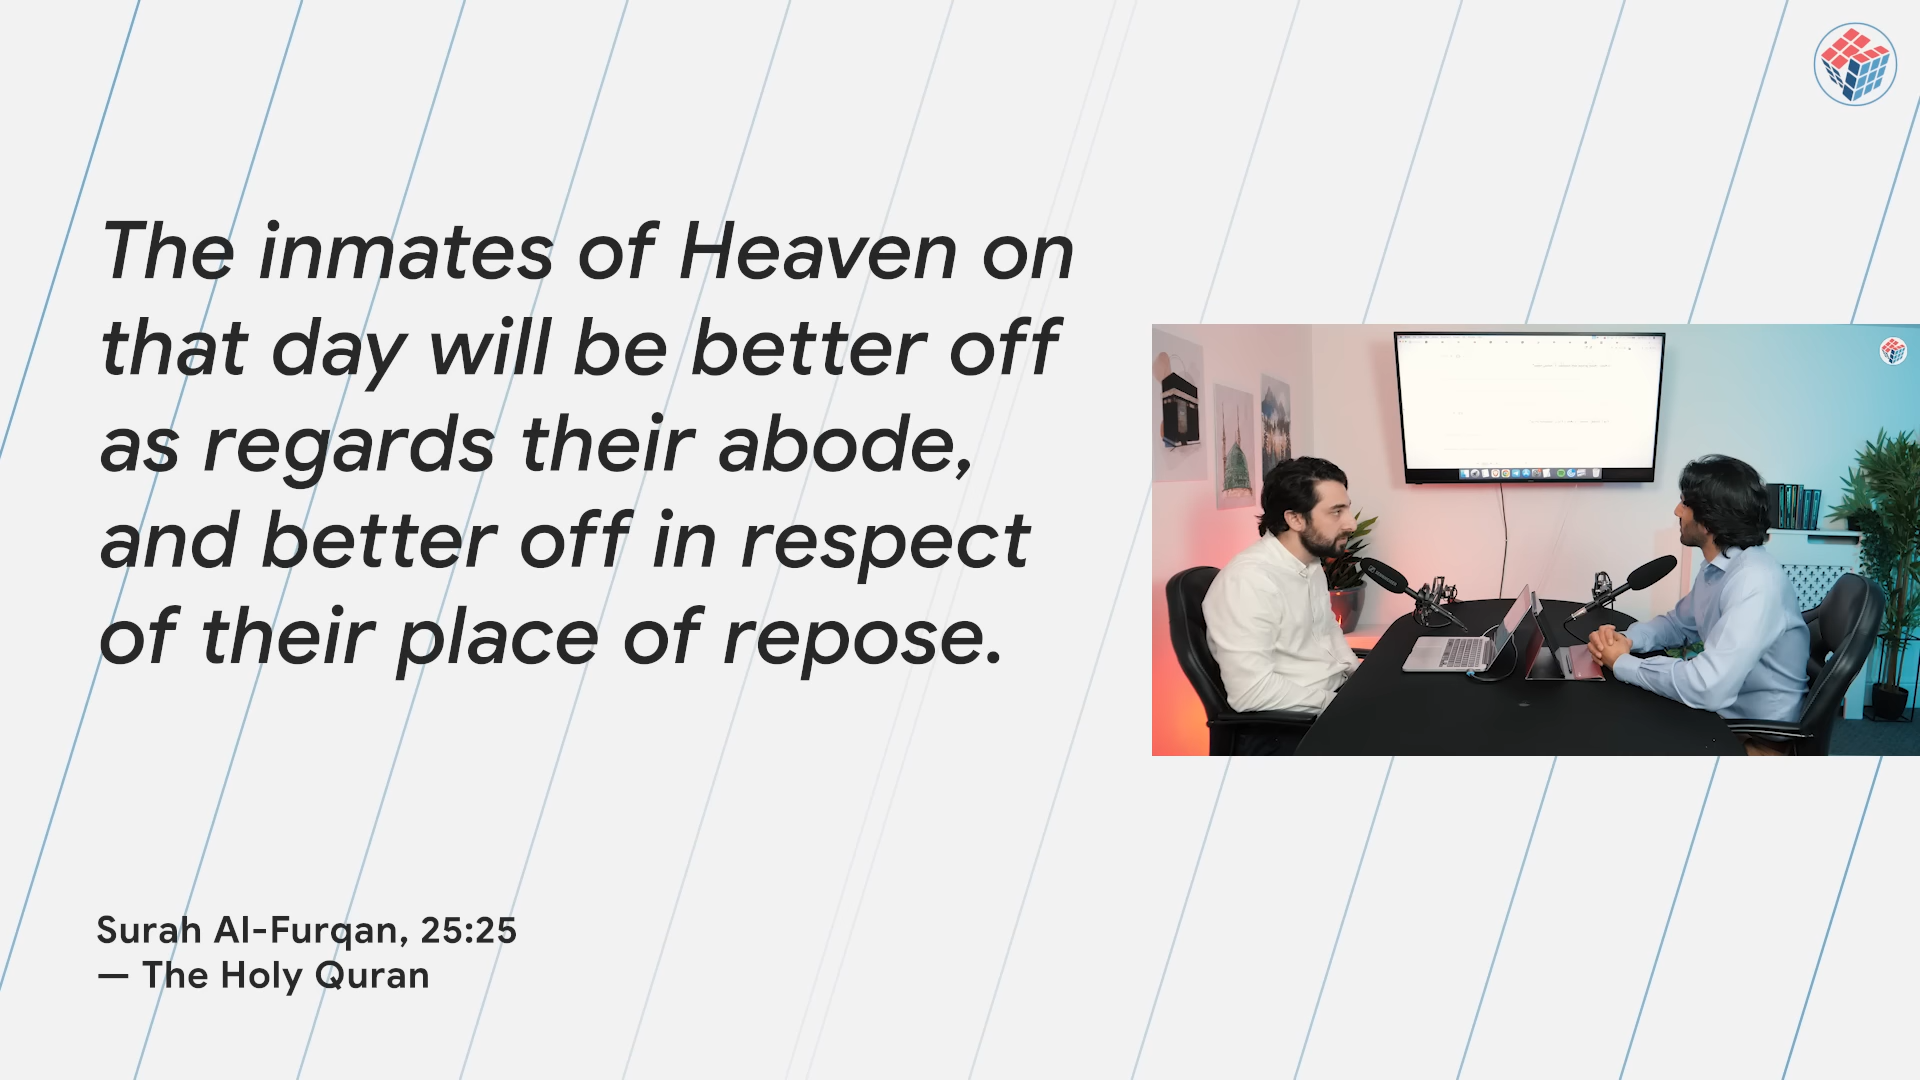 The inmates of Heaven on
that day will be better off
as regards their abode,
and better off in respect
of their place of repose.
Surah Al-Furqan, 25:25
— The Holy Quran